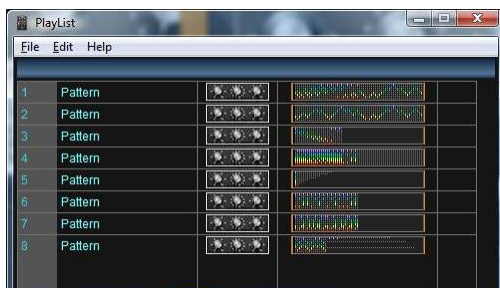 PlayList
File Edit Help
1 Pattern
2 Pattern
3 Pattern
4 Pattern
5 Pattern
6 Pattern
7 Pattern
8 Pattern